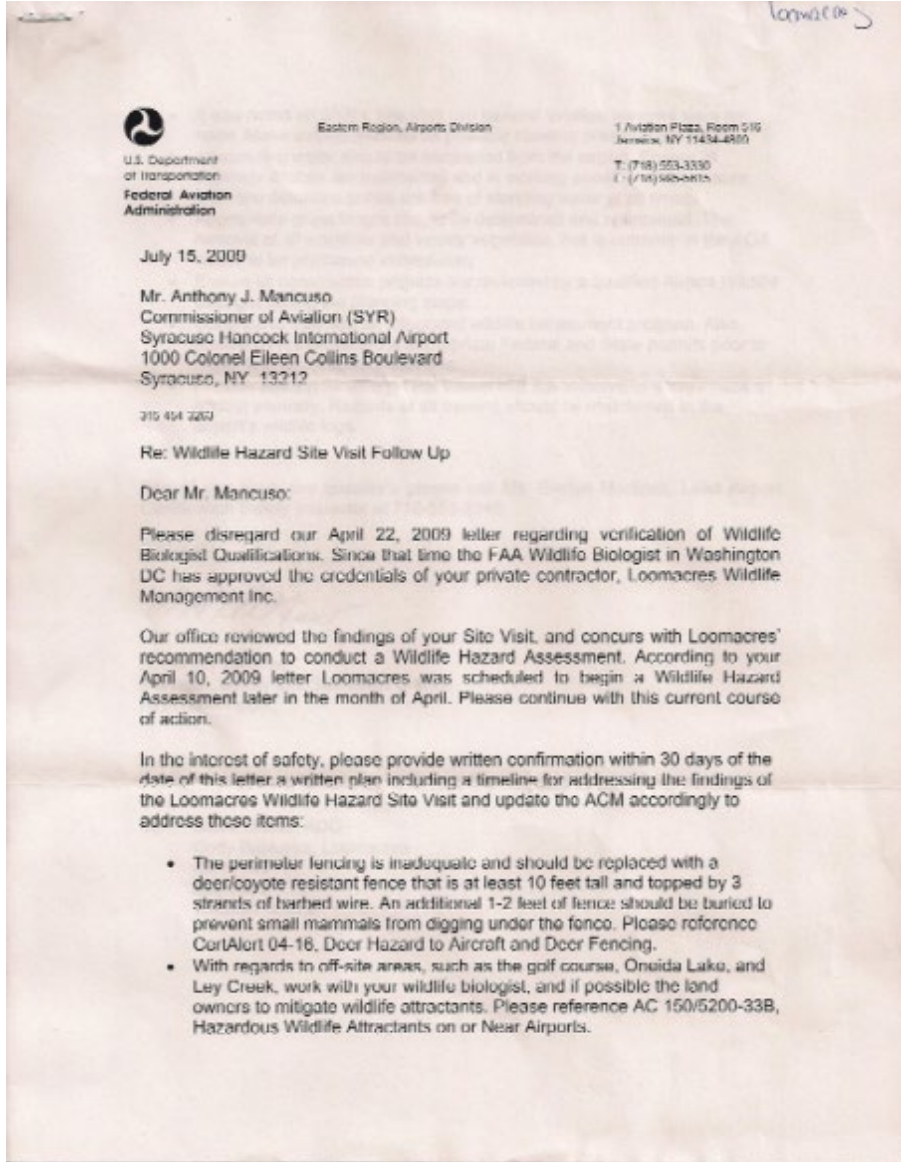 Loomacres
Eastern Region, Airports Division
1 Aviation Plaza, Room 516
Jamaica, NY 11434-4809
T: (718) 553-3330
U.S. Department
of Transportation
Federal Aviation
Administration
July 15, 2009
Mr. Anthony J. Mancuso
Commissioner of Aviation (SYR)
Syracuse Hancock International Airport
1000 Colonel Eileen Collins Boulevard
Syracuse, NY 13212
315 454 3263
Re: Wildlife Hazard Site Visit Follow Up
Dear Mr. Mancuso:
Please disregard our April 22, 2009 letter regarding verification of Wildlife
Biologist Qualifications. Since that time the FAA Wildlife Biologist in Washington
DC has approved the credentials of your private contractor, Loomacres Wildlife
Management Inc.
Our office reviewed the findings of your Site Visit, and concurs with Loomacres'
recommendation to conduct a Wildlife Hazard Assessment. According to your
April 10, 2009 letter Loomacres was scheduled to begin a Wildlife Hazard
Assessment later in the month of April. Please continue with this current course
of action.
In the interest of safety, please provide written confirmation within 30 days of the
date of this letter a written plan including a timeline for addressing the findings of
the Loomacres Wildlife Hazard Site Visit and update the ACM accordingly to
address these items:
• The perimeter fencing is inadequate and should be replaced with a
deer/coyote resistant fence that is at least 10 feet tall and topped by 3
strands of barbed wire. An additional 1-2 feet of fence should be buried to
prevent small mammals from digging under the fence. Please reference
CertAlert 04-16, Deer Hazard to Aircraft and Deer Fencing.
• With regards to off-site areas, such as the golf course, Oneida Lake, and
Ley Creek, work with your wildlife biologist, and if possible the land
owners to mitigate wildlife attractants. Please reference AC 150/5200-33B,
Hazardous Wildlife Attractants on or Near Airports.